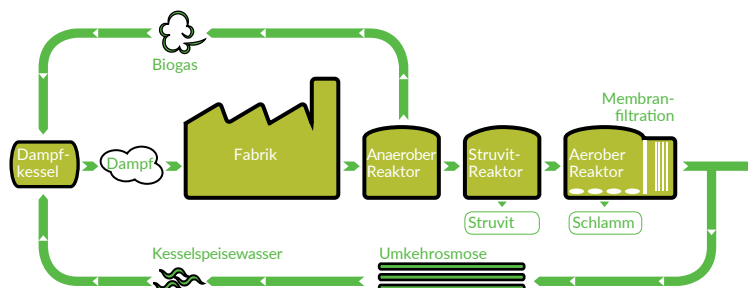 Biogas
Membran-
filtration
Dampf-
kessel
Dampf
Fabrik
Anaerober
Reaktor
Struvit-
Reaktor
Aerober
Reaktor
Struvit
Schlamm
Kesselspeisewasser
Umkehrosmose